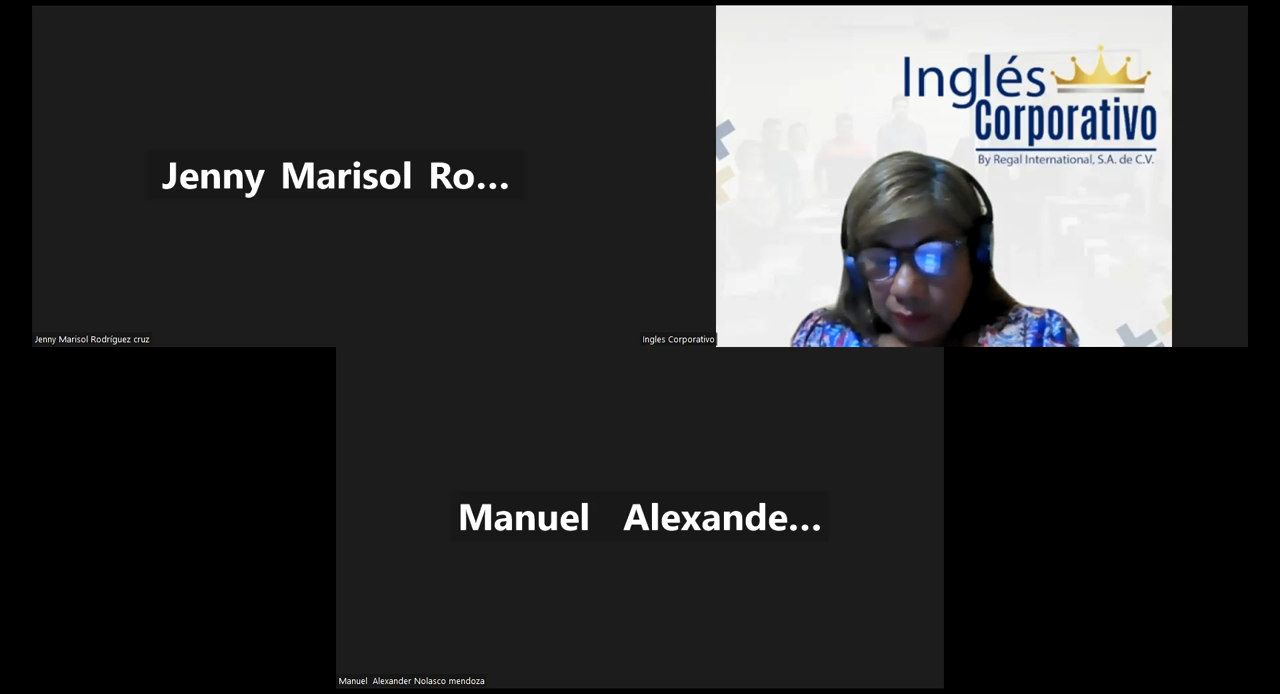 Jenny Marisol Ro...
Inglés
Corporativo
By Regal International, S.A. de C.V.
Jenny Marisol Rodríguez cruz
Ingles Corporativo
Manuel Alexande...
Manuel Alexander Nolasco mendoza